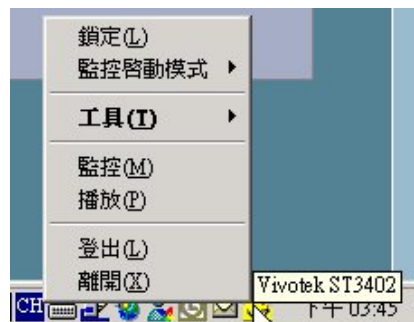 鎖定(L)
監控啓動模式
工具(T)
監控(M)
播放(P)
登出(L)
離開(X)
Vivotek ST3402
CH
下午 03:45